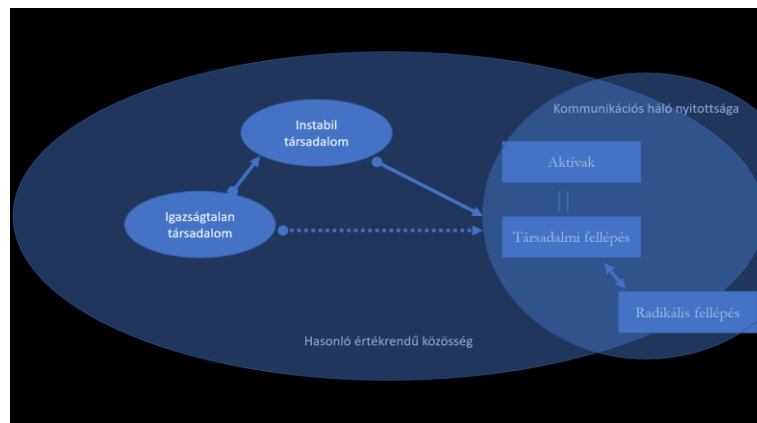 Kommunikációs háló nyitottsága
Instabil
társadalom
Aktívak
Igazságtalan
társadalom
Társadalmi fellépés
Radikális fellépés
Hasonló értékrendű közösség